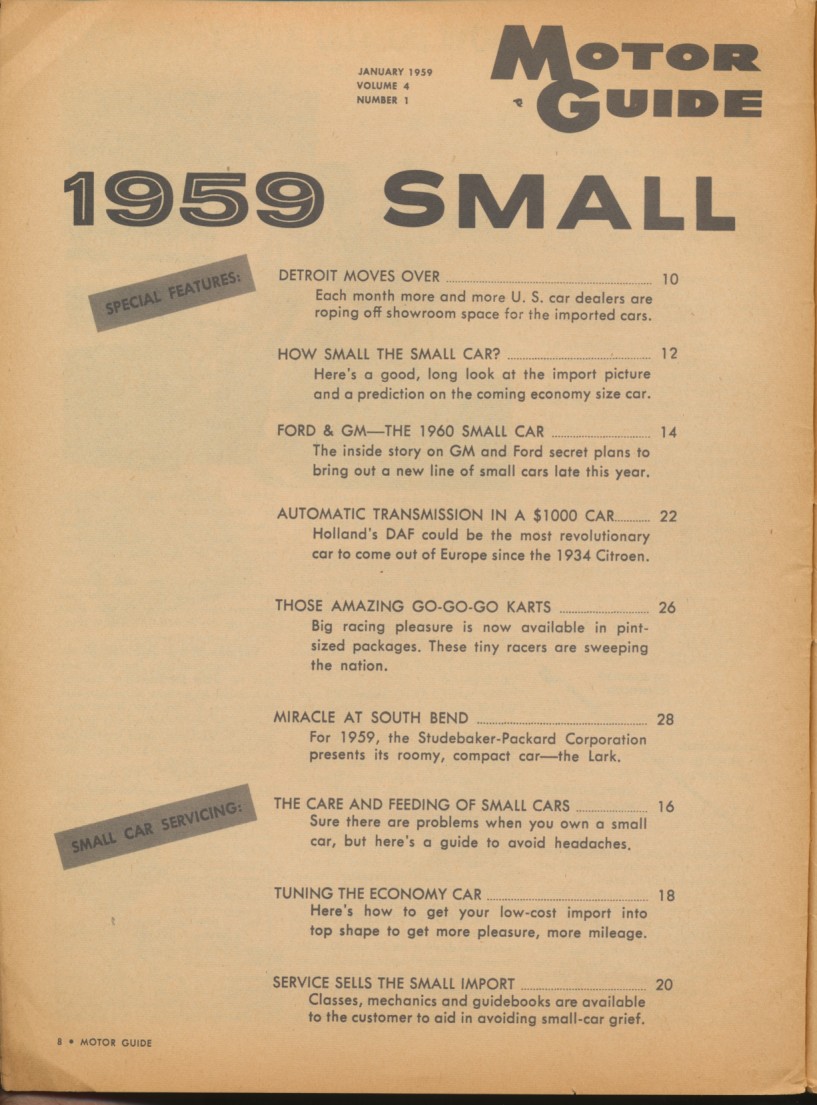 JANUARY 1959
VOLUME 4
NUMBER 1
MOTOR
GUIDE
1959 SMALL
SPECIAL FEATURES:
DETROIT MOVES OVER ........................ 10
Each month more and more U. S. car dealers are
roping off showroom space for the imported cars.
HOW SMALL THE SMALL CAR? ........................ 12
Here's a good, long look at the import picture
and a prediction on the coming economy size car.
FORD & GM—THE 1960 SMALL CAR ........................ 14
The inside story on GM and Ford secret plans to
bring out a new line of small cars late this year.
AUTOMATIC TRANSMISSION IN A $1000 CAR........... 22
Holland's DAF could be the most revolutionary
car to come out of Europe since the 1934 Citroen.
THOSE AMAZING GO-GO-GO KARTS ........................ 26
Big racing pleasure is now available in pint-
sized packages. These tiny racers are sweeping
the nation.
MIRACLE AT SOUTH BEND ........................ 28
For 1959, the Studebaker-Packard Corporation
presents its roomy, compact car—the Lark.
SMALL CAR SERVICING:
THE CARE AND FEEDING OF SMALL CARS ................ 16
Sure there are problems when you own a small
car, but here's a guide to avoid headaches.
TUNING THE ECONOMY CAR ........................ 18
Here's how to get your low-cost import into
top shape to get more pleasure, more mileage.
SERVICE SELLS THE SMALL IMPORT ........................ 20
Classes, mechanics and guidebooks are available
to the customer to aid in avoiding small-car grief.
8 • MOTOR GUIDE